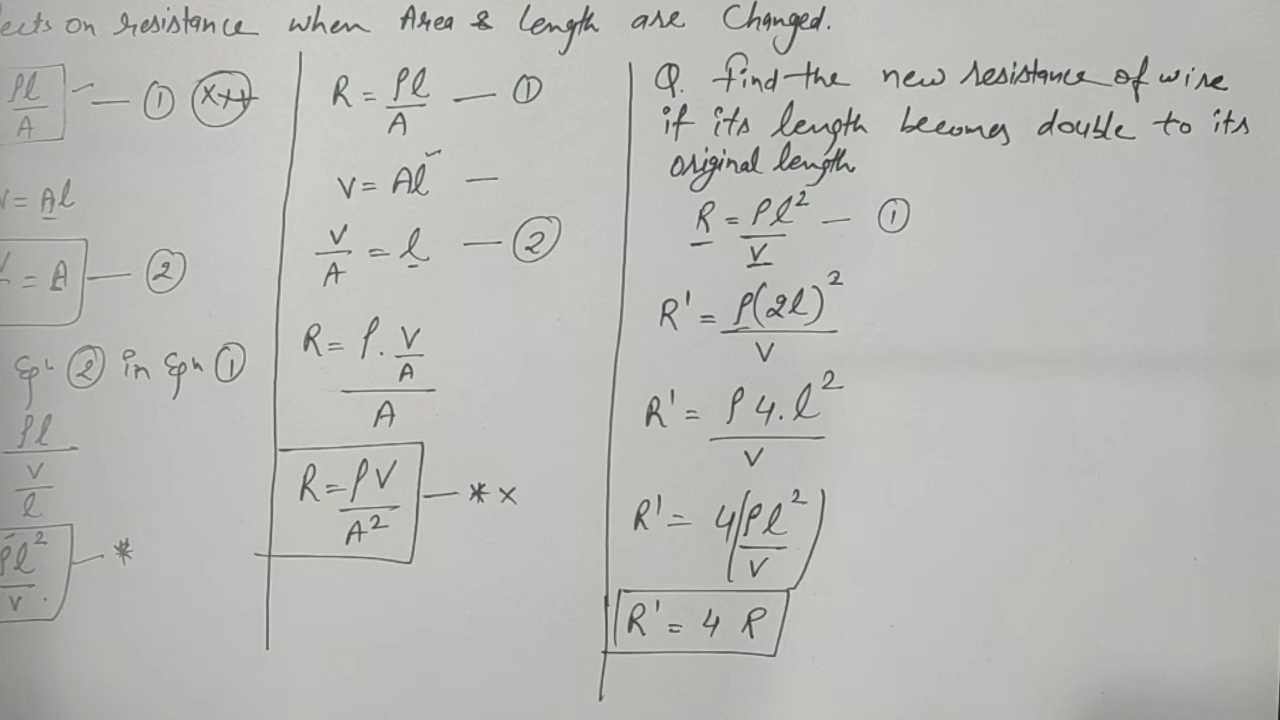 ects on resistance when Area & length are Changed.
ρl/A — ① (***)
V = Al
= A — ②
Eqn ② in Eqn ①
ρl
V
l
ρl²/V. — *
R = ρl/A — ①
V = Al —
V/A = l — ②
R = ρ. V/A
A
R = ρV/A² — * *
Q. find the new resistance of wire
if its length becomes double to its
original length
R = ρl²/V — ①
R' = ρ(2l)²/V
R' = ρ4.l²/V
R' = 4(ρl²/V)
R' = 4 R